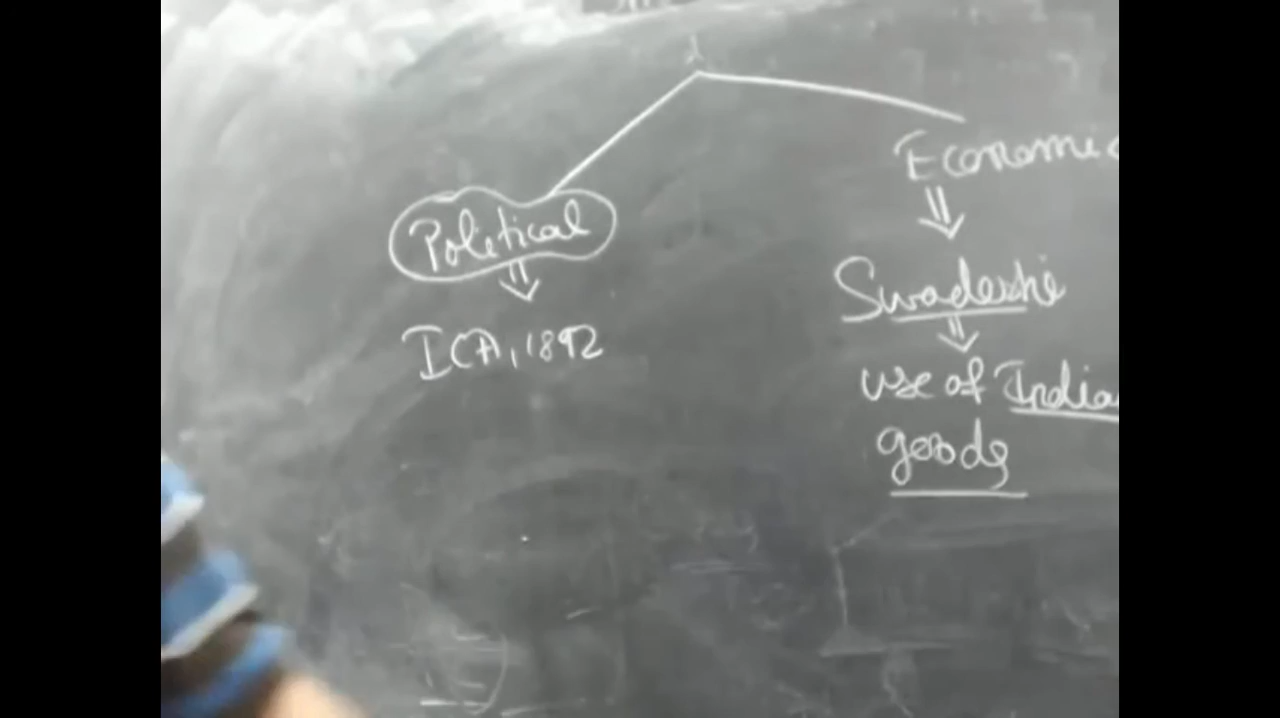 Political
ICA, 1892
Economic
Swadeshi
use of Indian
goods